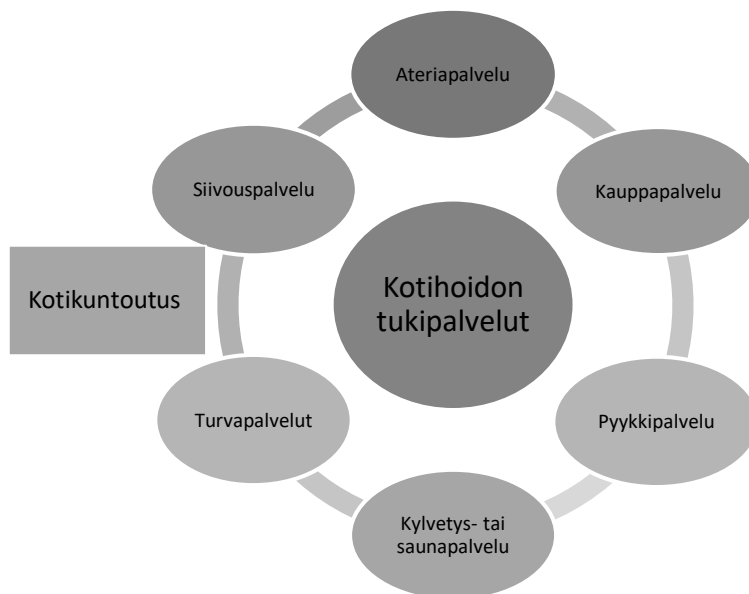 Ateriapalvelu
Siivouspalvelu
Kauppapalvelu
Kotikuntoutus
Kotihoidon
tukipalvelut
Turvapalvelut
Pyykkipalvelu
Kylvetys- tai
saunapalvelu